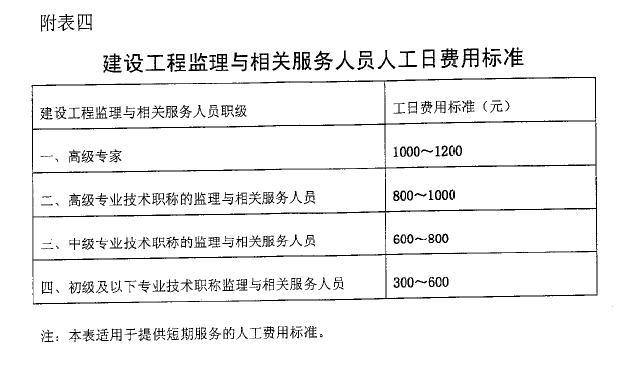 附表四
建设工程监理与相关服务人员人工日费用标准
建设工程监理与相关服务人员职级 工日费用标准（元）
一、高级专家 1000～1200
二、高级专业技术职称的监理与相关服务人员 800～1000
三、中级专业技术职称的监理与相关服务人员 600～800
四、初级及以下专业技术职称监理与相关服务人员 300～600
注：本表适用于提供短期服务的人工费用标准。